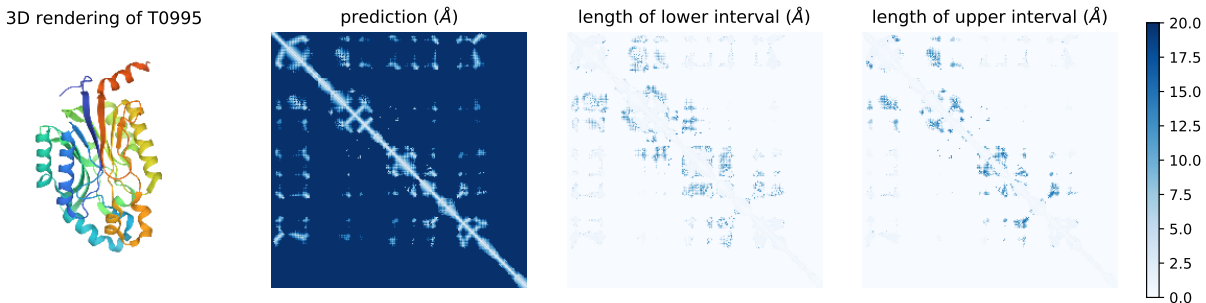 3D rendering of T0995
prediction (Å)
length of lower interval (Å)
length of upper interval (Å)
20.0
17.5
15.0
12.5
10.0
7.5
5.0
2.5
0.0